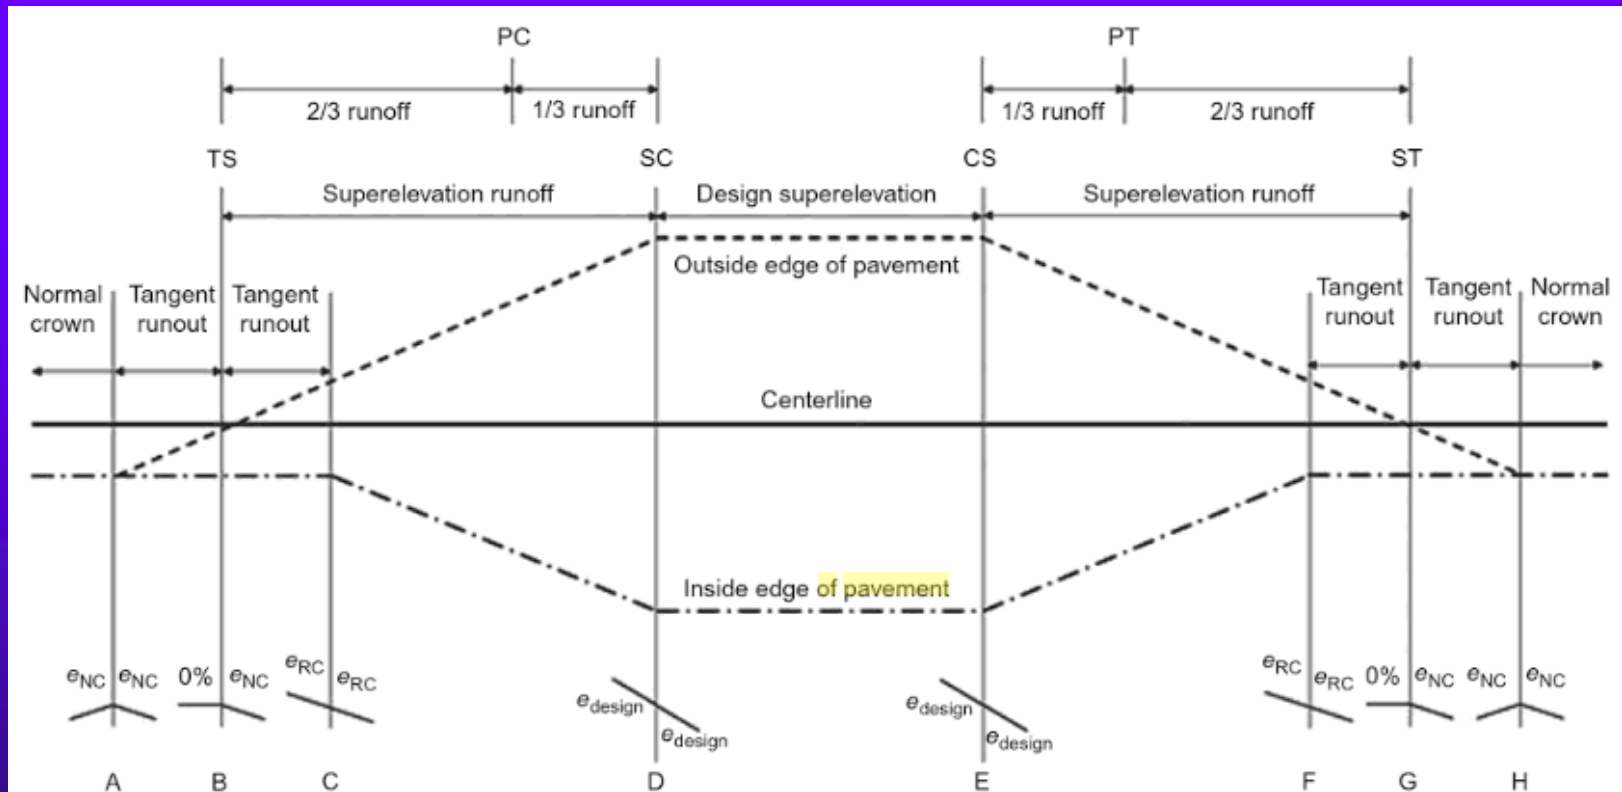 PC PT
2/3 runoff 1/3 runoff 1/3 runoff 2/3 runoff
TS SC CS ST
Superelevation runoff Design superelevation Superelevation runoff
Outside edge of pavement
Normal Tangent Tangent Tangent Tangent Normal
crown runout runout runout runout crown
Centerline
Inside edge of pavement
eNC eNC 0% eNC eRC eRC edesign edesign edesign edesign eRC eRC 0% eNC eNC eNC
A B C D E F G H